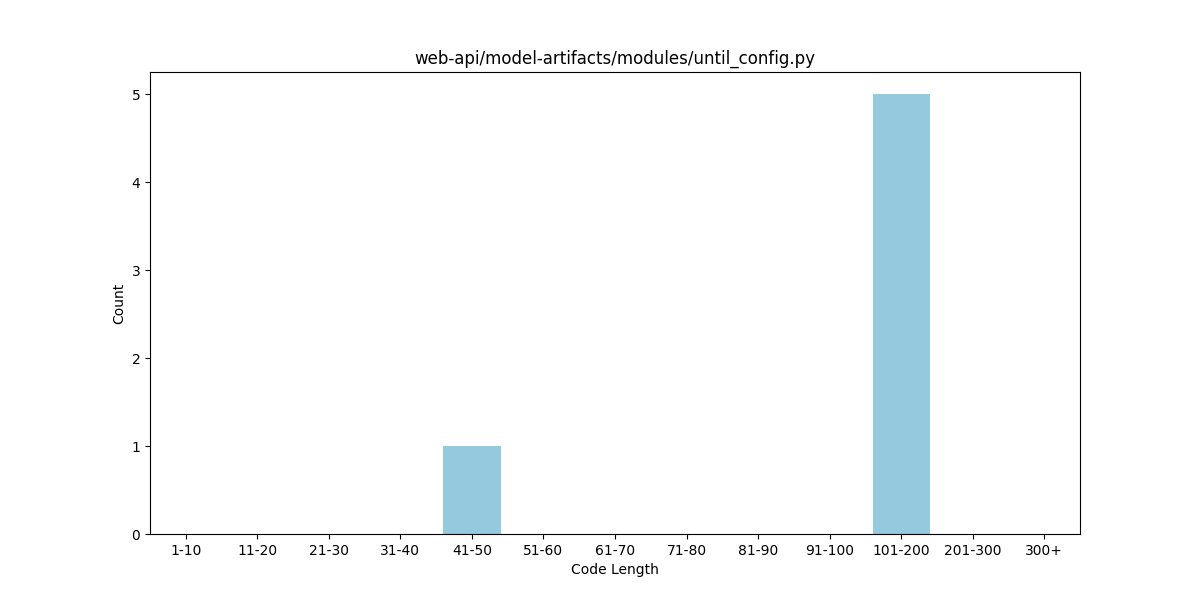 web-api/model-artifacts/modules/until_config.py
5
4
3
2
1
0
Count
1-10 11-20 21-30 31-40 41-50 51-60 61-70 71-80 81-90 91-100 101-200 201-300 300+
Code Length